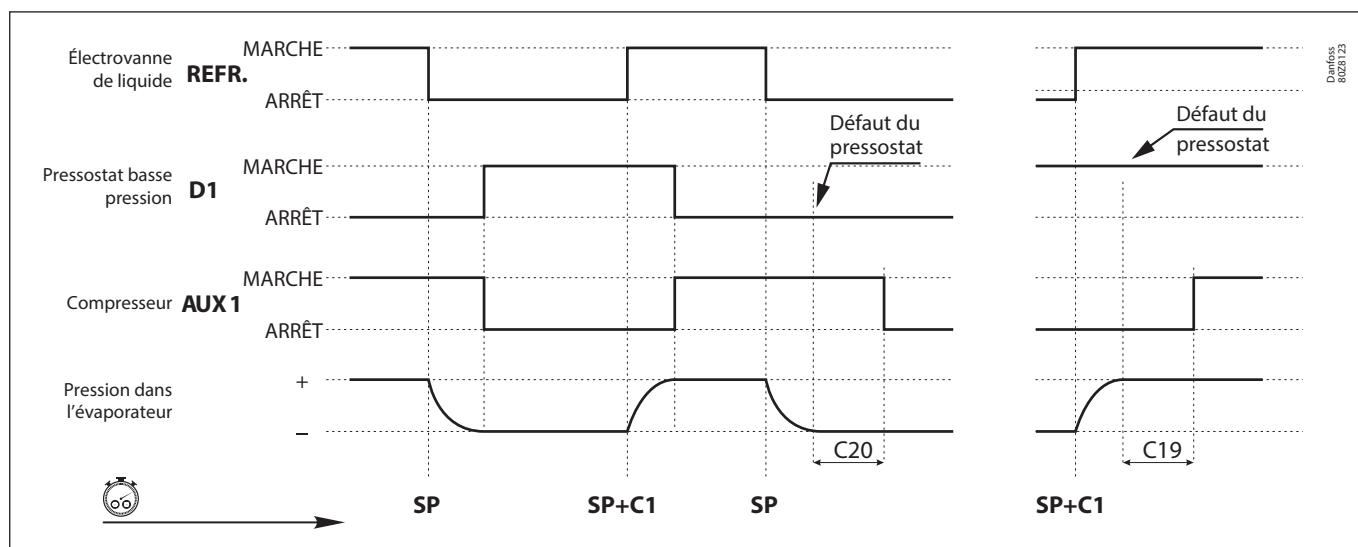 Électrovanne
de liquide REFR.
MARCHE
ARRÊT
Danfoss
80Z8123
Défaut du
pressostat
Défaut du
pressostat
Pressostat basse
pression D1
MARCHE
ARRÊT
Compresseur AUX 1
MARCHE
ARRÊT
Pression dans
l'évaporateur
+
–
C20
C19
SP
SP+C1
SP
SP+C1